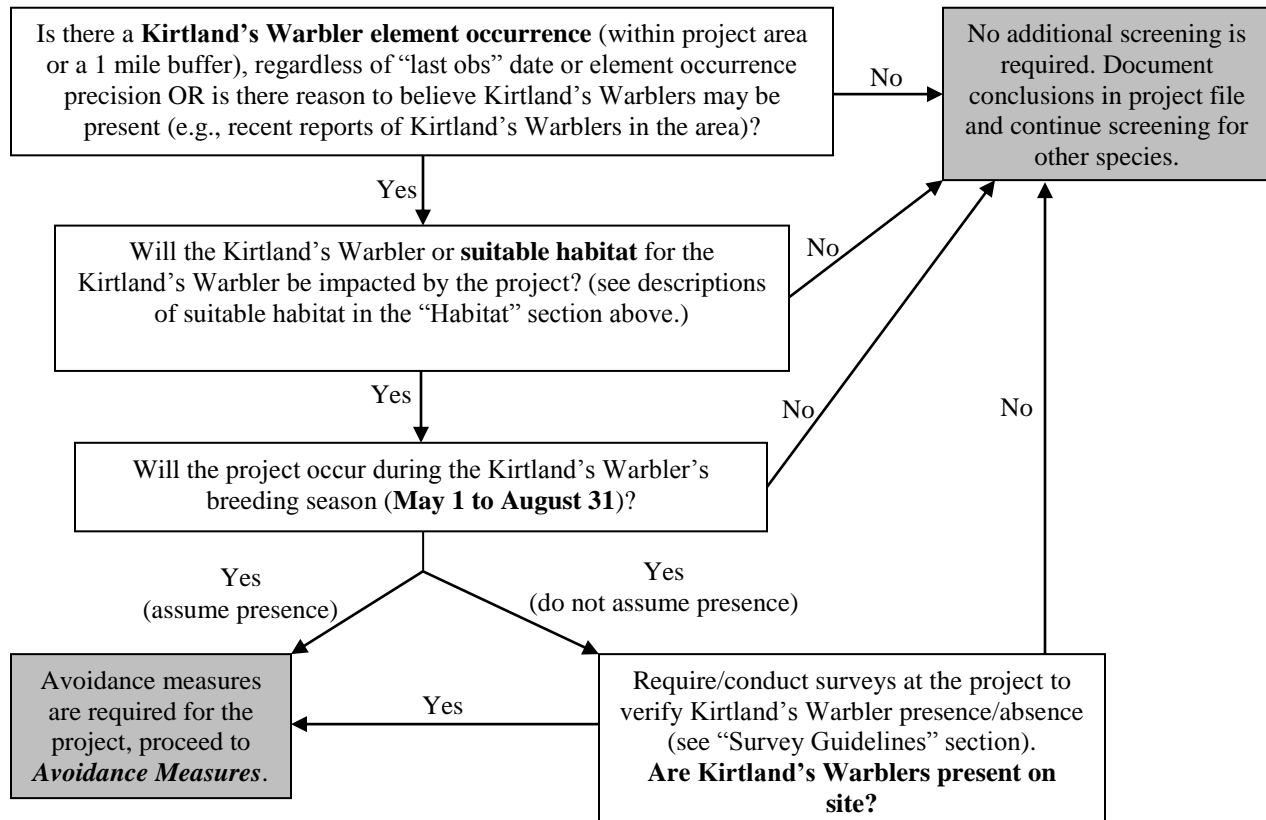 Is there a Kirtland's Warbler element occurrence (within project area
or a 1 mile buffer), regardless of “last obs” date or element occurrence
precision OR is there reason to believe Kirtland's Warblers may be
present (e.g., recent reports of Kirtland's Warblers in the area)?
No
No additional screening is
required. Document
conclusions in project file
and continue screening for
other species.
Yes
Will the Kirtland's Warbler or suitable habitat for the
Kirtland's Warbler be impacted by the project? (see descriptions
of suitable habitat in the “Habitat” section above.)
No
Yes
No
No
Will the project occur during the Kirtland's Warbler's
breeding season (May 1 to August 31)?
Yes
(assume presence)
Yes
(do not assume presence)
Avoidance measures
are required for the
project, proceed to
Avoidance Measures.
Yes
Require/conduct surveys at the project to
verify Kirtland's Warbler presence/absence
(see “Survey Guidelines” section).
Are Kirtland's Warblers present on
site?